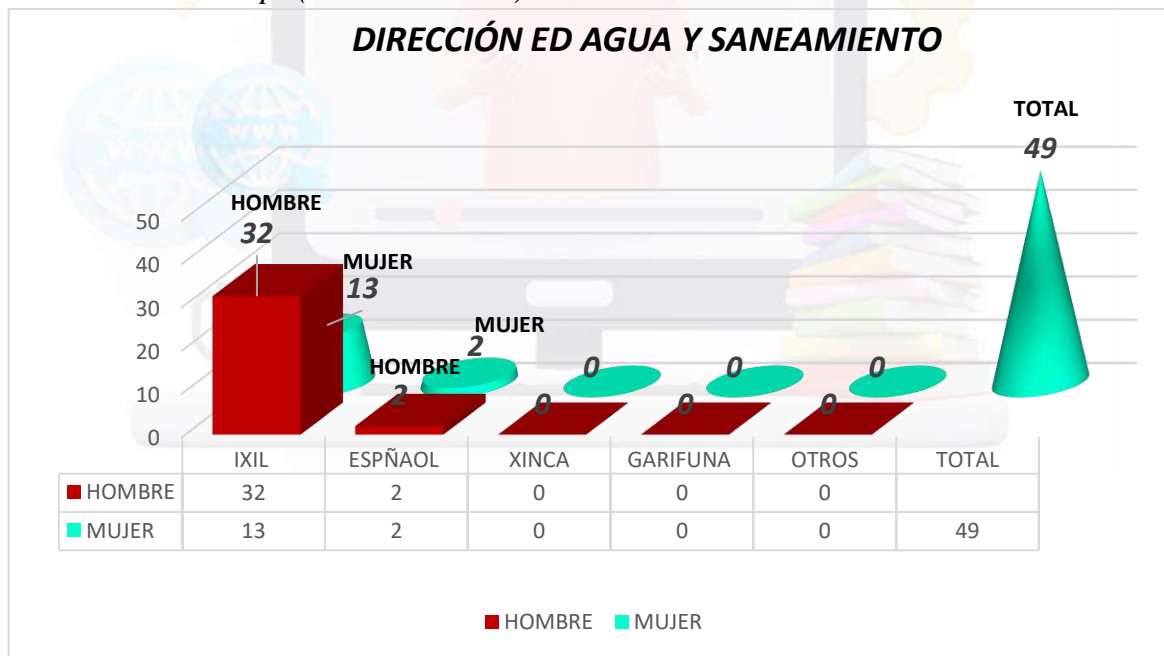 DIRECCIÓN ED AGUA Y SANEAMIENTO
TOTAL
49
HOMBRE
32
MUJER
13
MUJER
2
HOMBRE
2
0 0 0
0 0 0
50
40
30
20
10
0
IXIL ESPÑAOL XINCA GARIFUNA OTROS TOTAL
HOMBRE 32 2 0 0 0
MUJER 13 2 0 0 0 49
HOMBRE MUJER